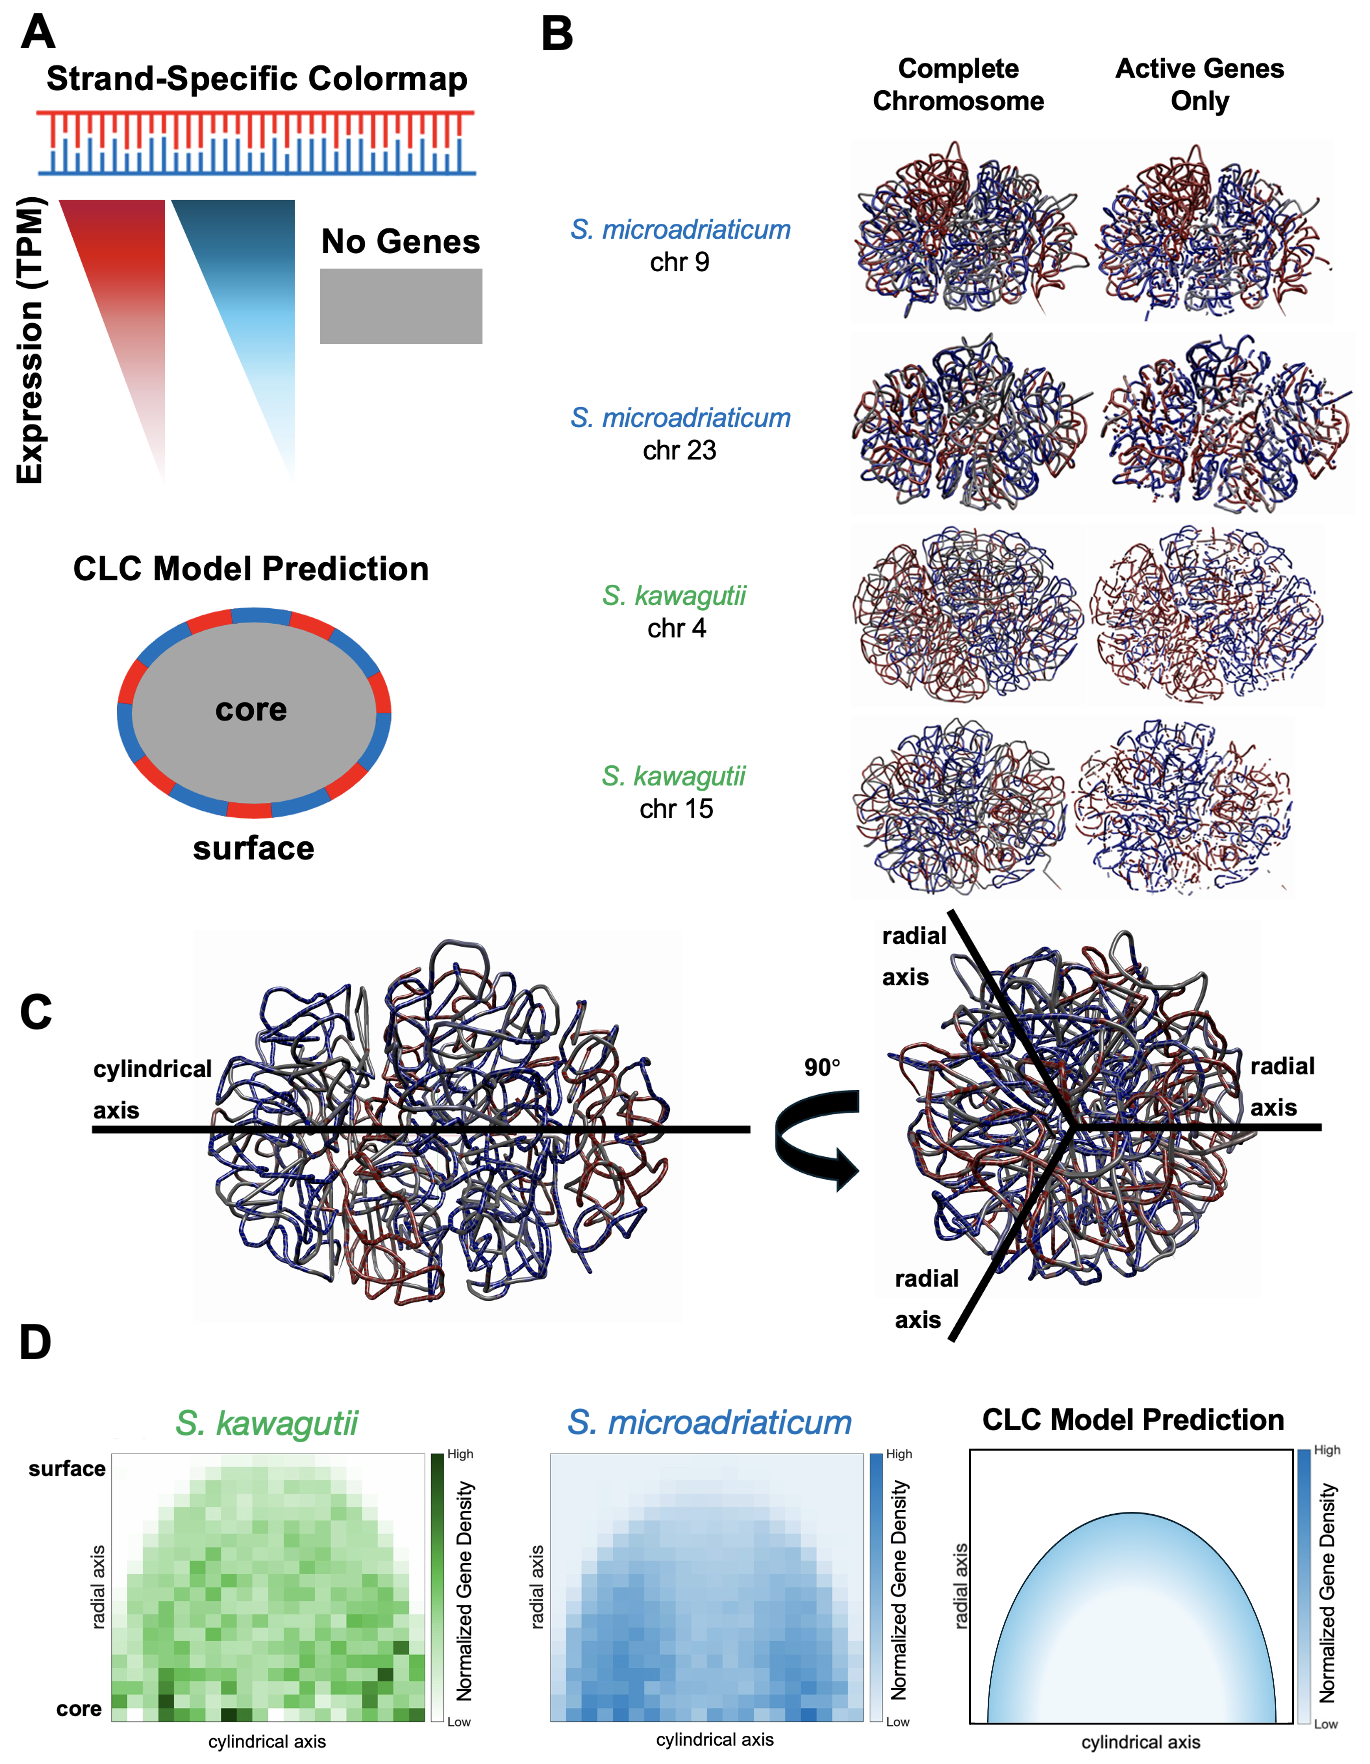 A
Strand-Specific Colormap
Expression (TPM)
No Genes
CLC Model Prediction
core
surface
B
Complete
Chromosome
Active Genes
Only
S. microadriaticum
chr 9
S. microadriaticum
chr 23
S. kawagutii
chr 4
S. kawagutii
chr 15
C
cylindrical
axis
90°
radial
axis
radial
axis
radial
axis
D
S. kawagutii
surface
radial axis
core
cylindrical axis
High
Normalized Gene Density
Low
S. microadriaticum
radial axis
cylindrical axis
High
Normalized Gene Density
Low
CLC Model Prediction
radial axis
cylindrical axis
High
Normalized Gene Density
Low